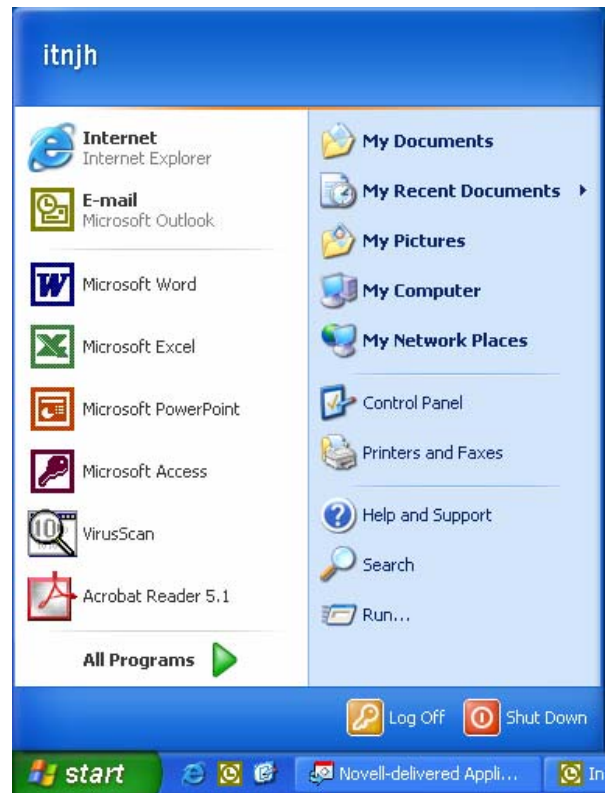 itnjh
Internet
Internet Explorer
E-mail
Microsoft Outlook
Microsoft Word
Microsoft Excel
Microsoft PowerPoint
Microsoft Access
VirusScan
Acrobat Reader 5.1
All Programs
My Documents
My Recent Documents
My Pictures
My Computer
My Network Places
Control Panel
Printers and Faxes
Help and Support
Search
Run...
Log Off
Shut Down
start
Novell-delivered Appli...
In